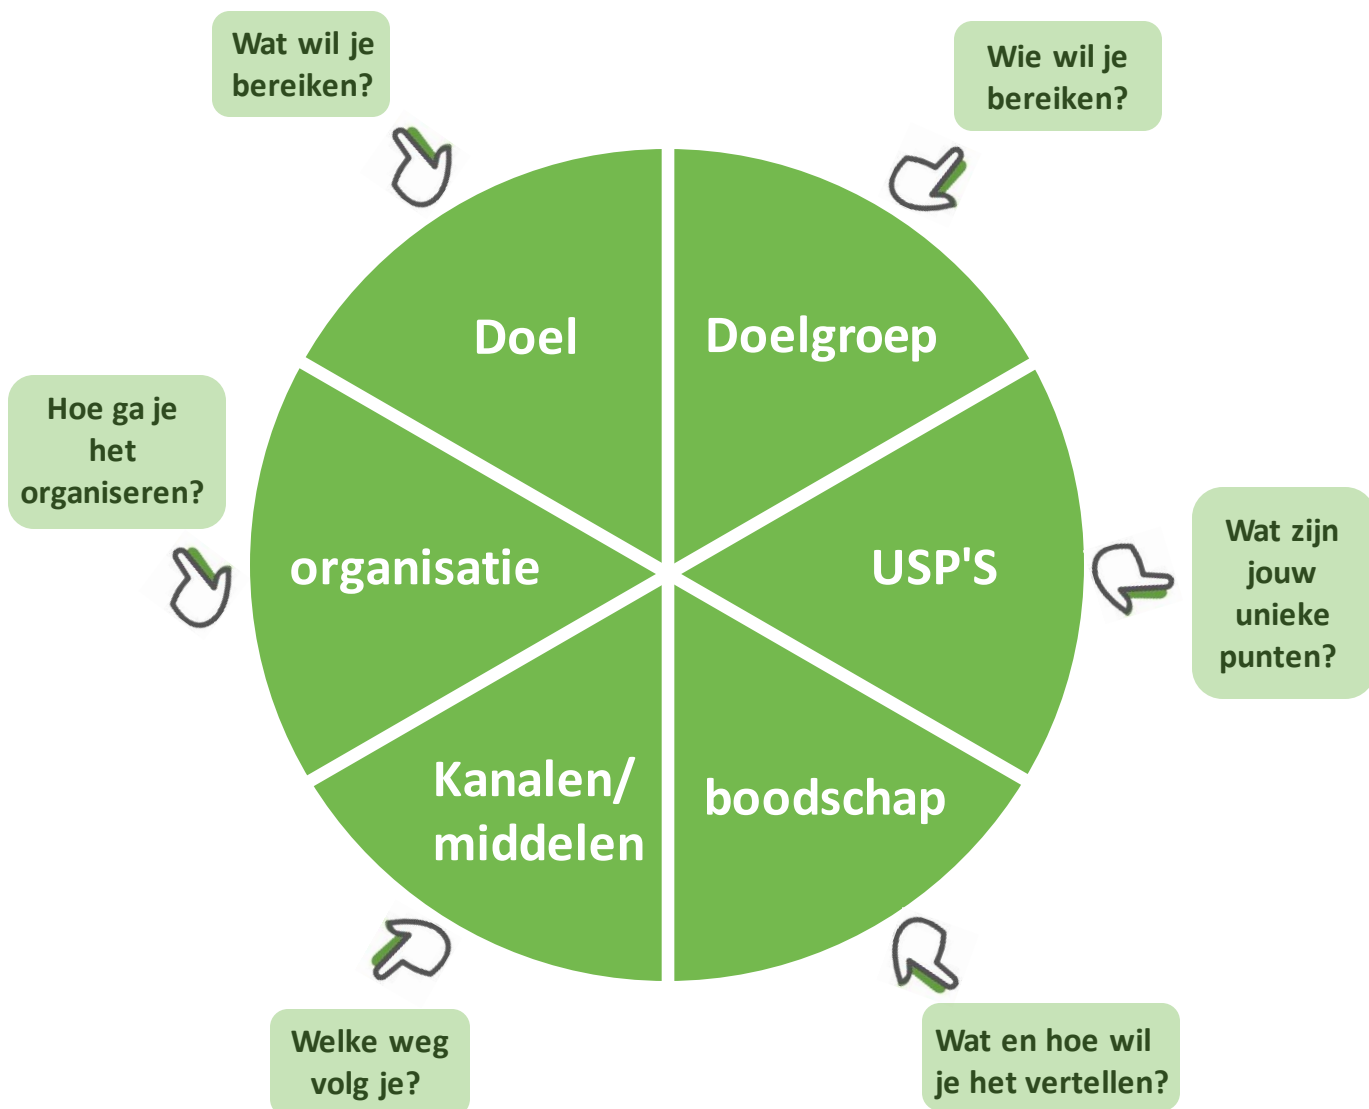 Wat wil je
bereiken?
Wie wil je
bereiken?
Doel
Doelgroep
Hoe ga je
het
organiseren?
organisatie
USP'S
Wat zijn
jouw
unieke
punten?
Kanalen/
middelen
boodschap
Welke weg
volg je?
Wat en hoe wil
je het vertellen?